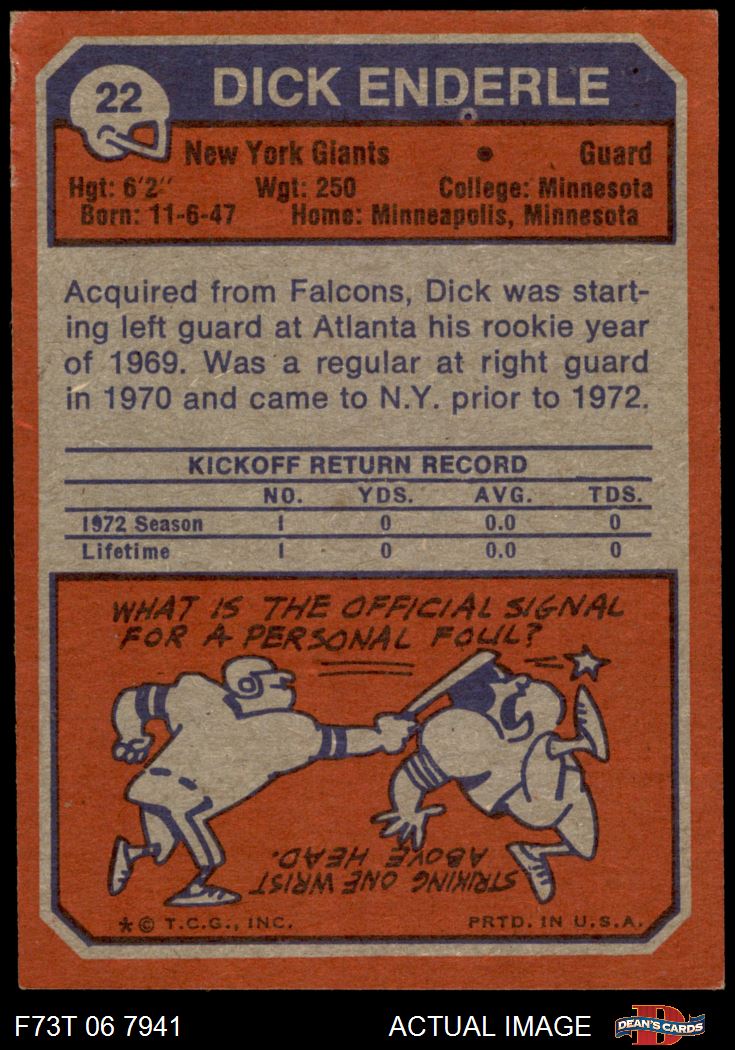 22
DICK ENDERLE
New York Giants • Guard
Hgt: 6'2" Wgt: 250 College: Minnesota
Born: 11-6-47 Home: Minneapolis, Minnesota
Acquired from Falcons, Dick was start-
ing left guard at Atlanta his rookie year
of 1969. Was a regular at right guard
in 1970 and came to N.Y. prior to 1972.
KICKOFF RETURN RECORD
NO. YDS. AVG. TDS.
1972 Season 1 0 0.0 0
Lifetime 1 0 0.0 0
WHAT IS THE OFFICIAL SIGNAL
FOR A PERSONAL FOUL?
STRIKING ONE WRIST
ABOVE HEAD.
* © T.C.G., INC. PRTD. IN U.S.A.
F73T 06 7941 ACTUAL IMAGE D DEAN'S CARDS